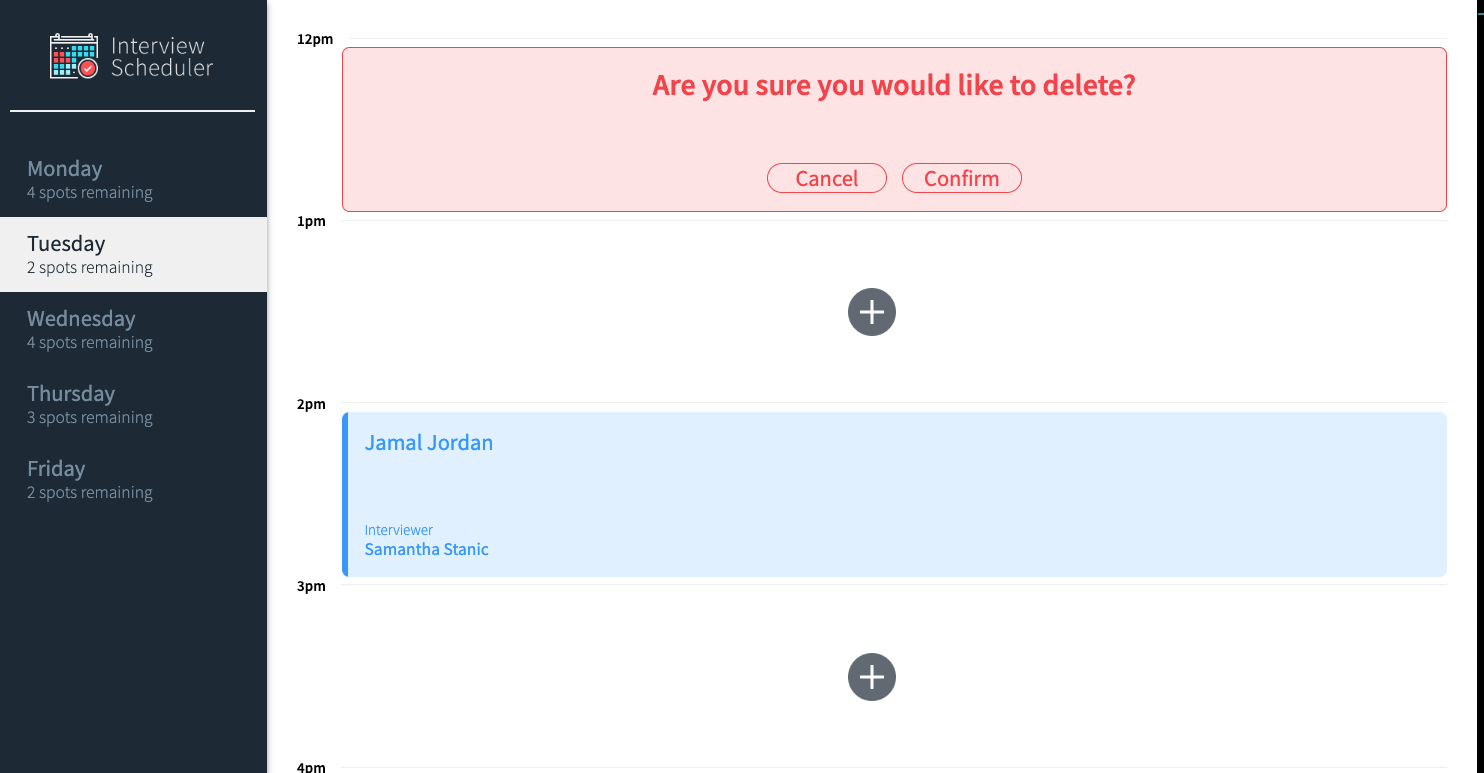 Interview
Scheduler
Monday
4 spots remaining
Tuesday
2 spots remaining
Wednesday
4 spots remaining
Thursday
3 spots remaining
Friday
2 spots remaining
12pm
Are you sure you would like to delete?
Cancel Confirm
1pm
2pm
Jamal Jordan
Interviewer
Samantha Stanic
3pm
4pm